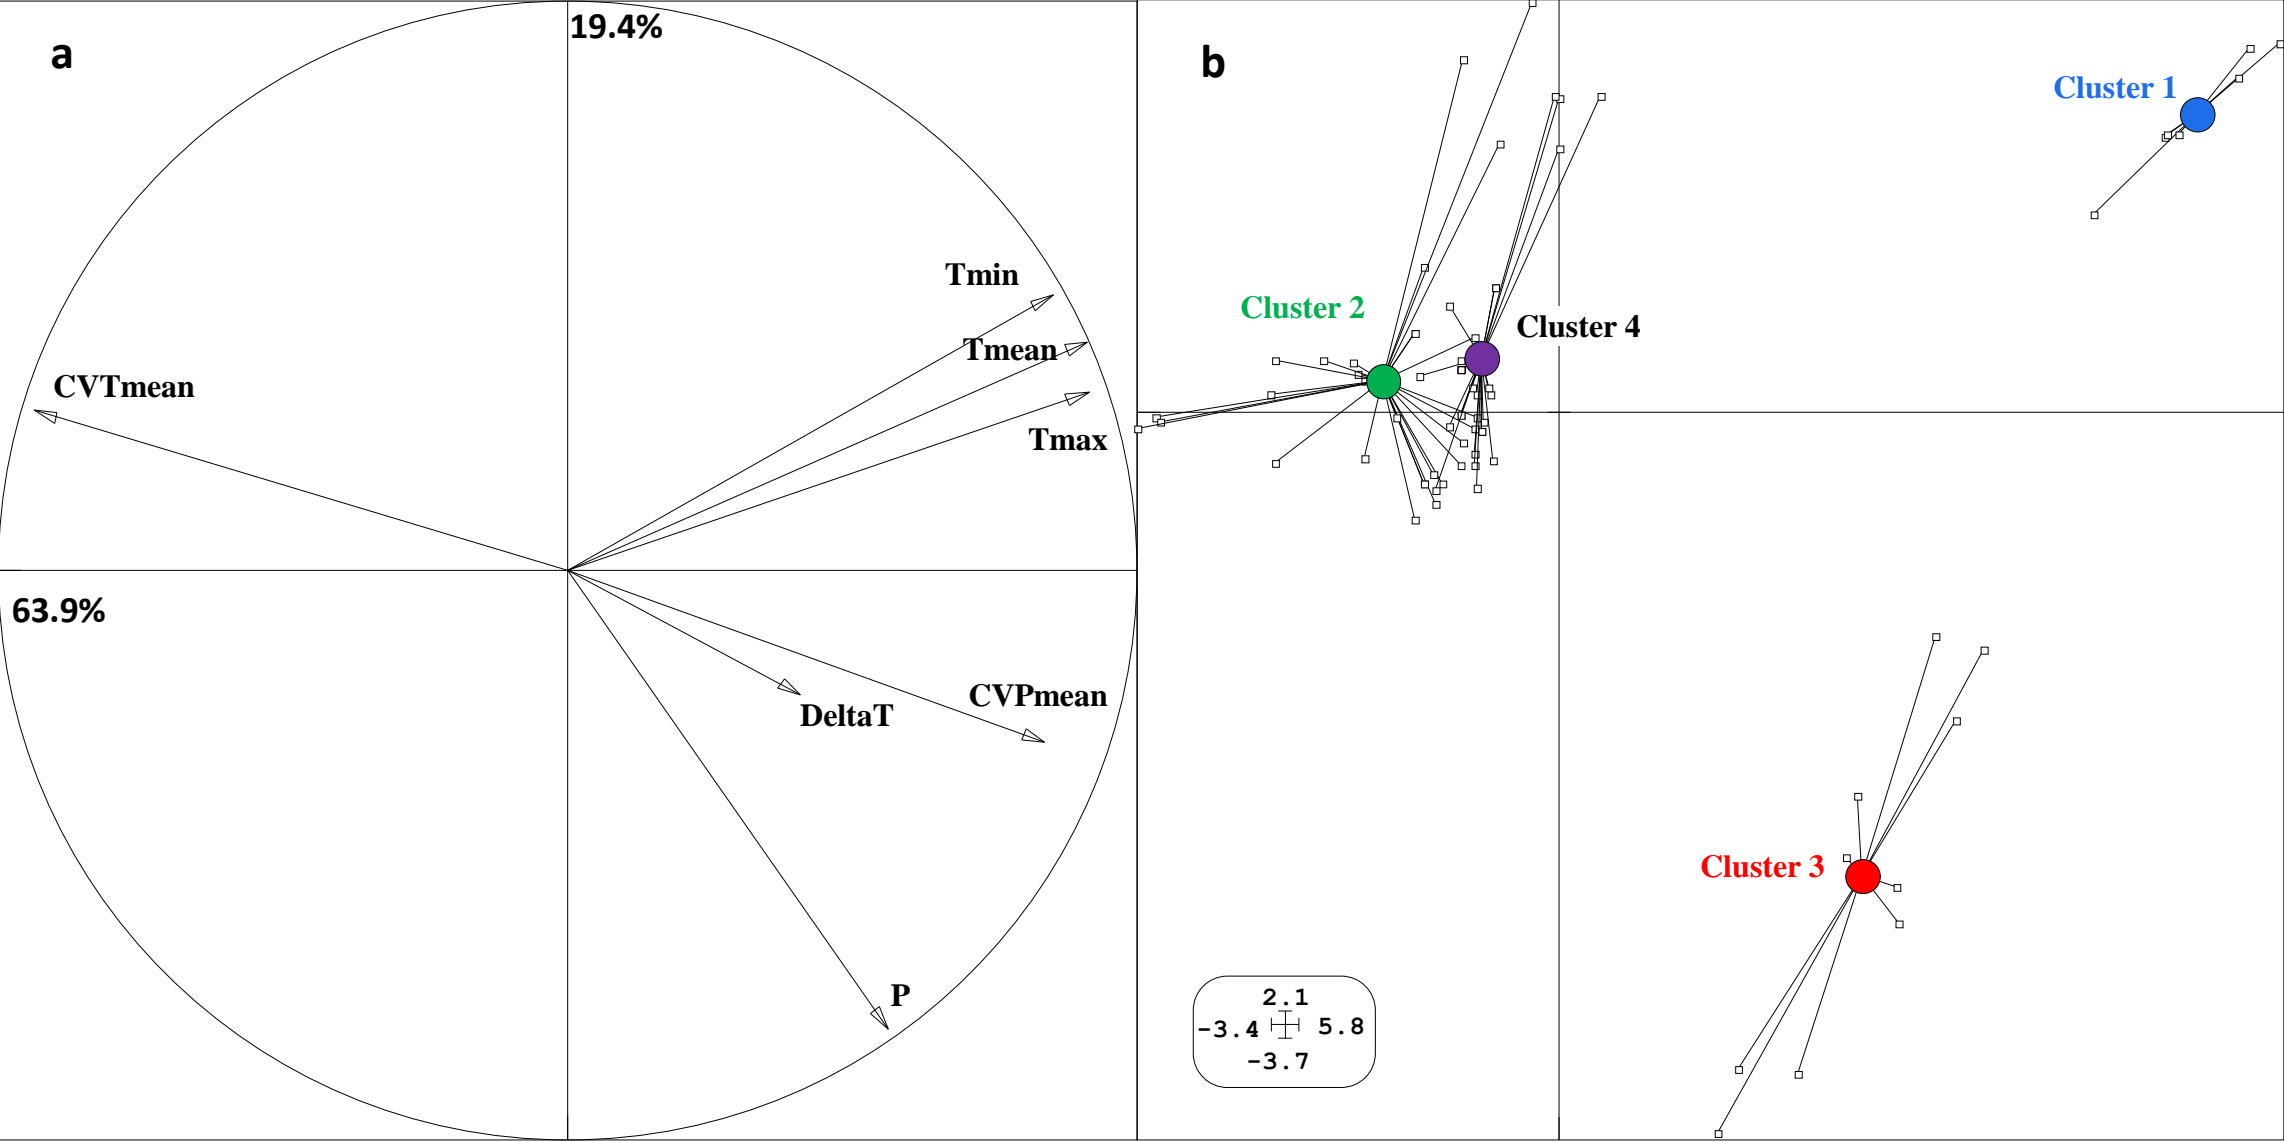 a
19.4%
Tmin
Tmean
CVTmean
Tmax
63.9%
CVPmean
DeltaT
P
b
Cluster 1
Cluster 2
Cluster 4
Cluster 3
2.1
-3.4 5.8
-3.7